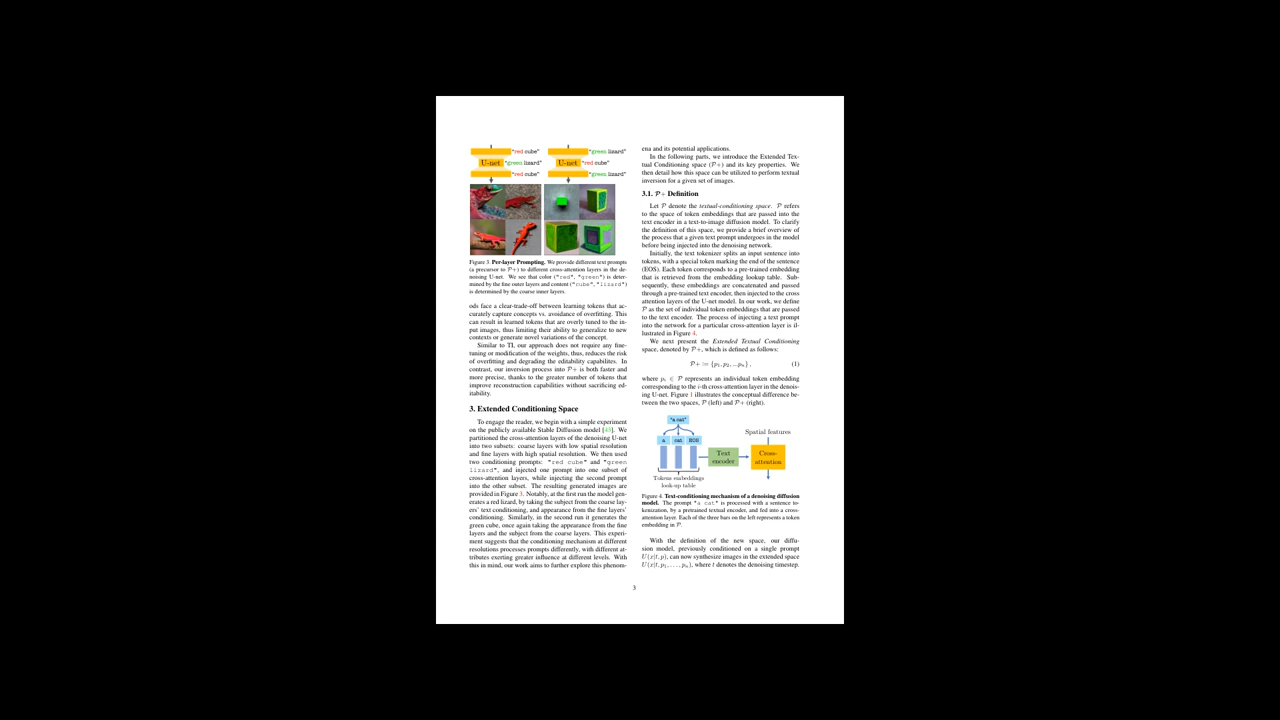 "red cube"
U-net "green lizard"
"red cube"
"green lizard"
U-net "red cube"
"green lizard"
Figure 3. Per-layer Prompting. We provide different text prompts
(a precursor to P+) to different cross-attention layers in the de-
noising U-net. We see that color ("red", "green") is deter-
mined by the fine outer layers and content ("cube", "lizard")
is determined by the coarse inner layers.
ods face a clear-trade-off between learning tokens that ac-
curately capture concepts vs. avoidance of overfitting. This
can result in learned tokens that are overly tuned to the in-
put images, thus limiting their ability to generalize to new
contexts or generate novel variations of the concept.
Similar to TI, our approach does not require any fine-
tuning or modification of the weights, thus, reduces the risk
of overfitting and degrading the editability capabilites. In
contrast, our inversion process into P+ is both faster and
more precise, thanks to the greater number of tokens that
improve reconstruction capabilities without sacrificing ed-
itability.
3. Extended Conditioning Space
To engage the reader, we begin with a simple experiment
on the publicly available Stable Diffusion model [43]. We
partitioned the cross-attention layers of the denoising U-net
into two subsets: coarse layers with low spatial resolution
and fine layers with high spatial resolution. We then used
two conditioning prompts: "red cube" and "green
lizard", and injected one prompt into one subset of
cross-attention layers, while injecting the second prompt
into the other subset. The resulting generated images are
provided in Figure 3. Notably, at the first run the model gen-
erates a red lizard, by taking the subject from the coarse lay-
ers' text conditioning, and appearance from the fine layers'
conditioning. Similarly, in the second run it generates the
green cube, once again taking the appearance from the fine
layers and the subject from the coarse layers. This experi-
ment suggests that the conditioning mechanism at different
resolutions processes prompts differently, with different at-
tributes exerting greater influence at different levels. With
this in mind, our work aims to further explore this phenom-
ena and its potential applications.
In the following parts, we introduce the Extended Tex-
tual Conditioning space (P+) and its key properties. We
then detail how this space can be utilized to perform textual
inversion for a given set of images.
3.1. P+ Definition
Let P denote the textual-conditioning space. P refers
to the space of token embeddings that are passed into the
text encoder in a text-to-image diffusion model. To clarify
the definition of this space, we provide a brief overview of
the process that a given text prompt undergoes in the model
before being injected into the denoising network.
Initially, the text tokenizer splits an input sentence into
tokens, with a special token marking the end of the sentence
(EOS). Each token corresponds to a pre-trained embedding
that is retrieved from the embedding lookup table. Sub-
sequently, these embeddings are concatenated and passed
through a pre-trained text encoder, then injected to the cross
attention layers of the U-net model. In our work, we define
P as the set of individual token embeddings that are passed
to the text encoder. The process of injecting a text prompt
into the network for a particular cross-attention layer is il-
lustrated in Figure 4.
We next present the Extended Textual Conditioning
space, denoted by P+, which is defined as follows:
P+ := {p1, p2, ...pn}, (1)
where pi ∈ P represents an individual token embedding
corresponding to the i-th cross-attention layer in the denois-
ing U-net. Figure 1 illustrates the conceptual difference be-
tween the two spaces, P (left) and P+ (right).
"a cat"
a cat EOS
Tokens embeddings
look-up table
Text
encoder
Spatial features
Cross-
attention
Figure 4. Text-conditioning mechanism of a denoising diffusion
model. The prompt "a cat" is processed with a sentence to-
kenization, by a pretrained textual encoder, and fed into a cross-
attention layer. Each of the three bars on the left represents a token
embedding in P.
With the definition of the new space, our diffu-
sion model, previously conditioned on a single prompt
U(x|t, p), can now synthesize images in the extended space
U(x|t, p1, . . . , pn), where t denotes the denoising timestep.
3